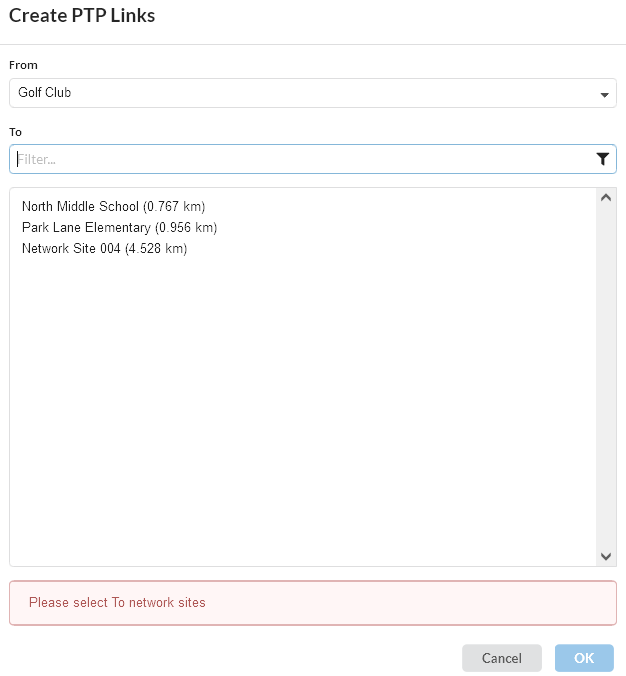 Create PTP Links
From
Golf Club
To
Filter...
North Middle School (0.767 km)
Park Lane Elementary (0.956 km)
Network Site 004 (4.528 km)
Please select To network sites
Cancel OK